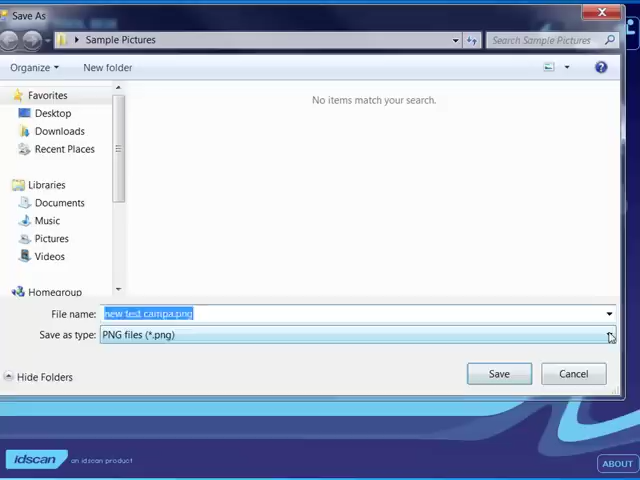 Save As
Sample Pictures
Search Sample Pictures
Organize
New folder
Favorites
Desktop
Downloads
Recent Places
Libraries
Documents
Music
Pictures
Videos
Homegroup
No items match your search.
File name: new test campa.png
Save as type: PNG files (*.png)
Hide Folders
Save
Cancel
idscan
an idscan product
ABOUT